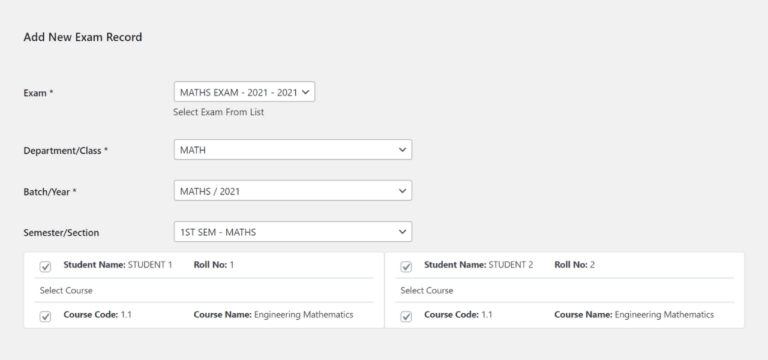 Add New Exam Record
Exam * MATHS EXAM - 2021 - 2021
Select Exam From List
Department/Class * MATH
Batch/Year * MATHS / 2021
Semester/Section 1ST SEM - MATHS
Student Name: STUDENT 1 Roll No: 1
Select Course
Course Code: 1.1 Course Name: Engineering Mathematics
Student Name: STUDENT 2 Roll No: 2
Select Course
Course Code: 1.1 Course Name: Engineering Mathematics